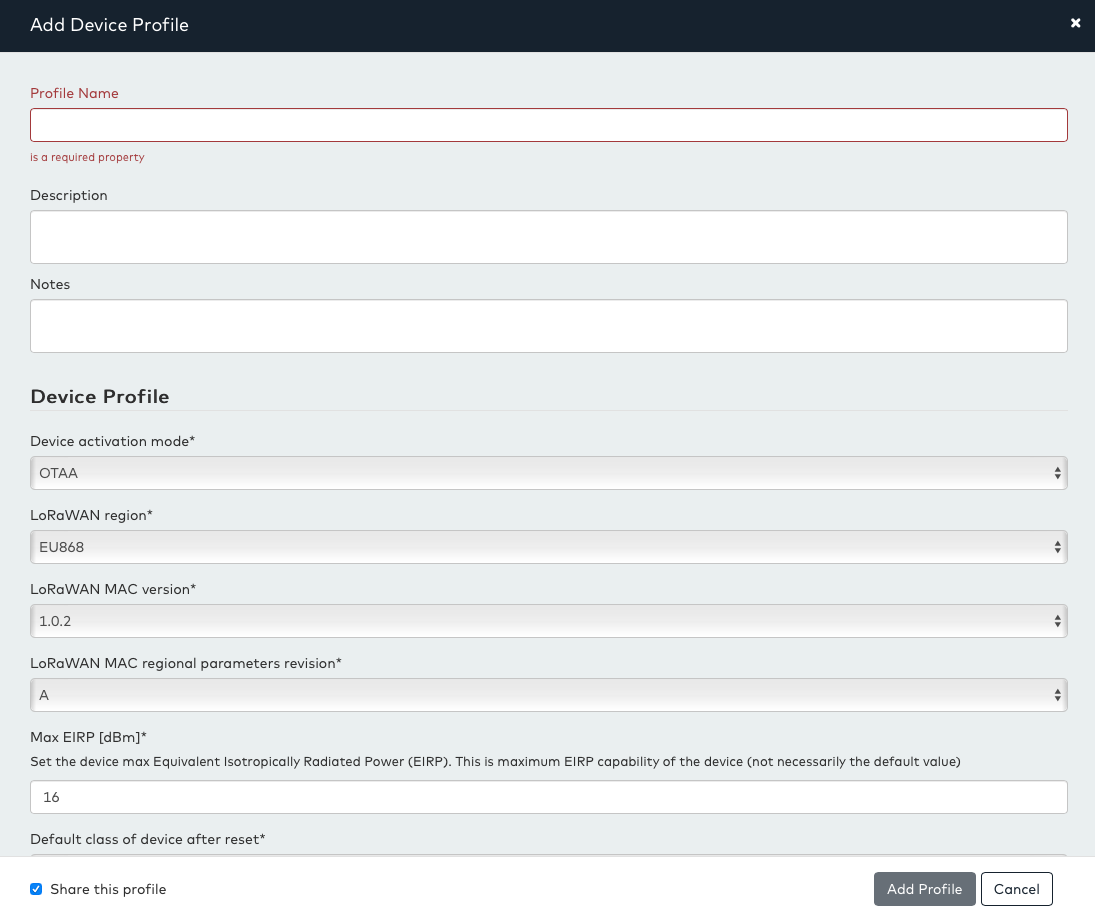 Add Device Profile
Profile Name
is a required property
Description
Notes
Device Profile
Device activation mode*
OTAA
LoRaWAN region*
EU868
LoRaWAN MAC version*
1.0.2
LoRaWAN MAC regional parameters revision*
A
Max EIRP [dBm]*
Set the device max Equivalent Isotropically Radiated Power (EIRP). This is maximum EIRP capability of the device (not necessarily the default value)
16
Default class of device after reset*
Share this profile
Add Profile
Cancel